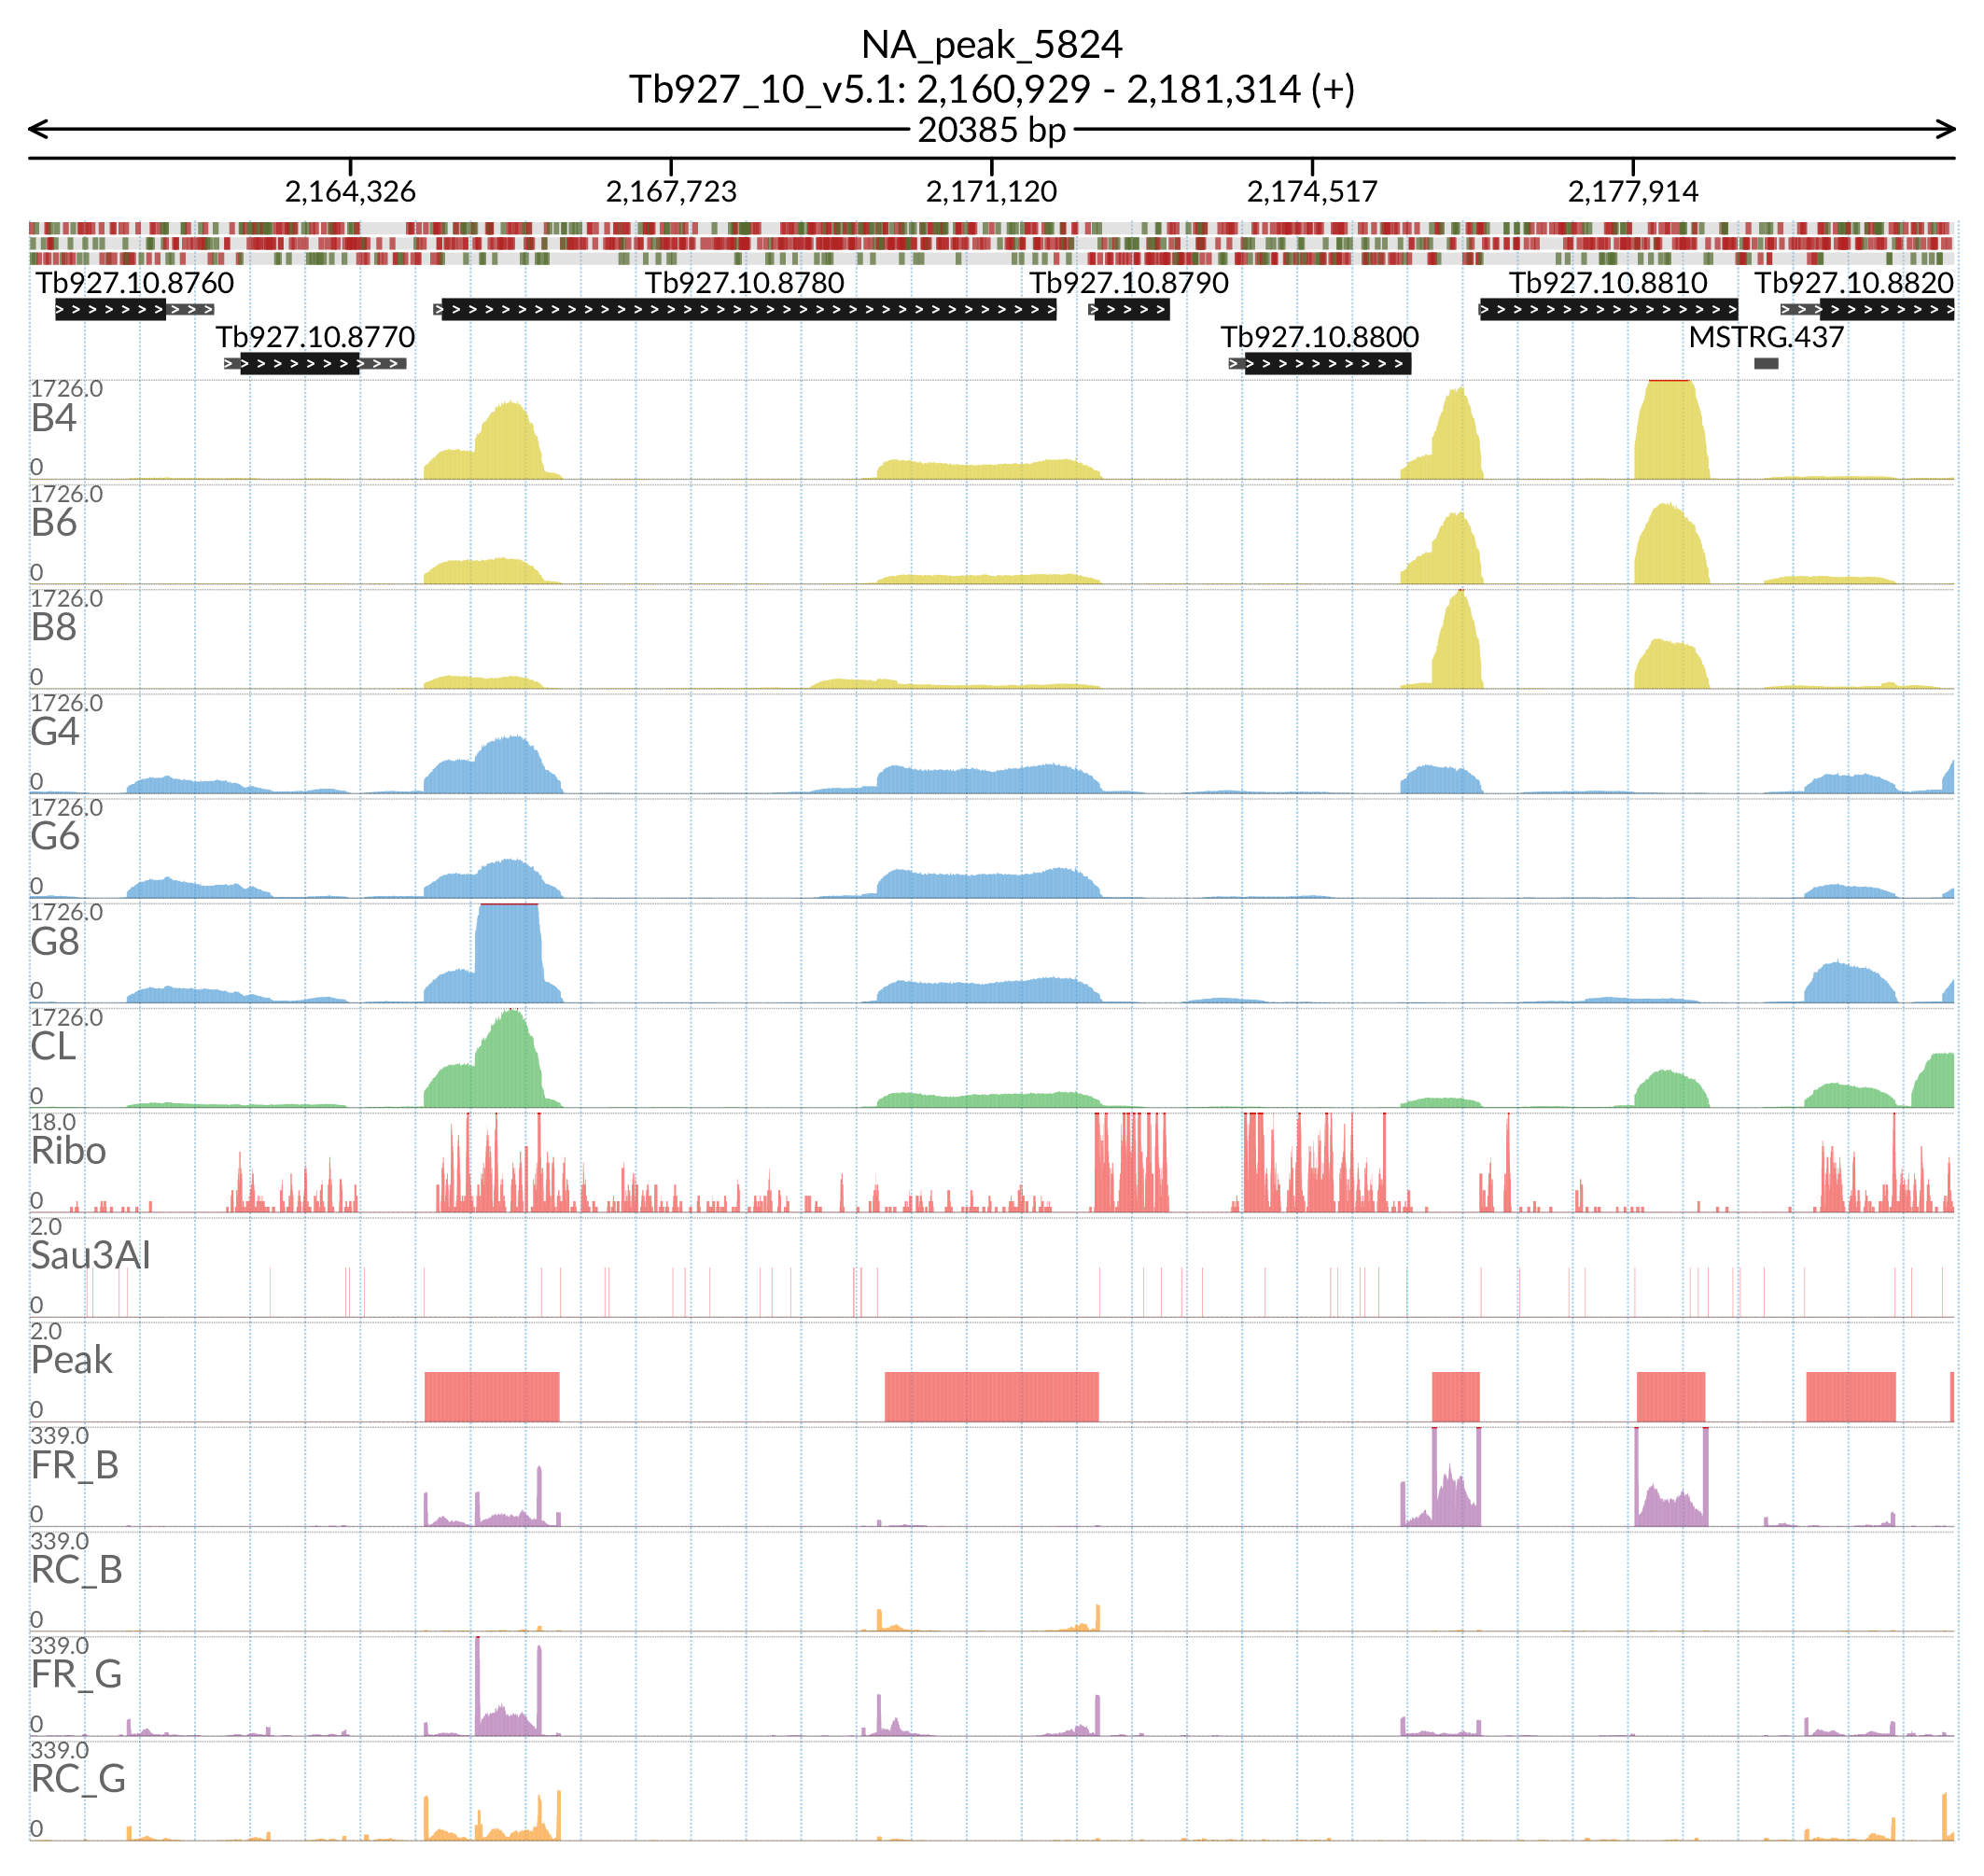 NA_peak_5824
Tb927_10_v5.1: 2,160,929 - 2,181,314 (+)
20385 bp
2,164,326 2,167,723 2,171,120 2,174,517 2,177,914
Tb927.10.8760 Tb927.10.8780 Tb927.10.8790 Tb927.10.8810 Tb927.10.8820
Tb927.10.8770 Tb927.10.8800 MSTRG.437
1726.0
B4
0
1726.0
B6
0
1726.0
B8
0
1726.0
G4
0
1726.0
G6
0
1726.0
G8
0
1726.0
CL
0
18.0
Ribo
0
2.0
Sau3AI
0
2.0
Peak
0
339.0
FR_B
0
339.0
RC_B
0
339.0
FR_G
0
339.0
RC_G
0